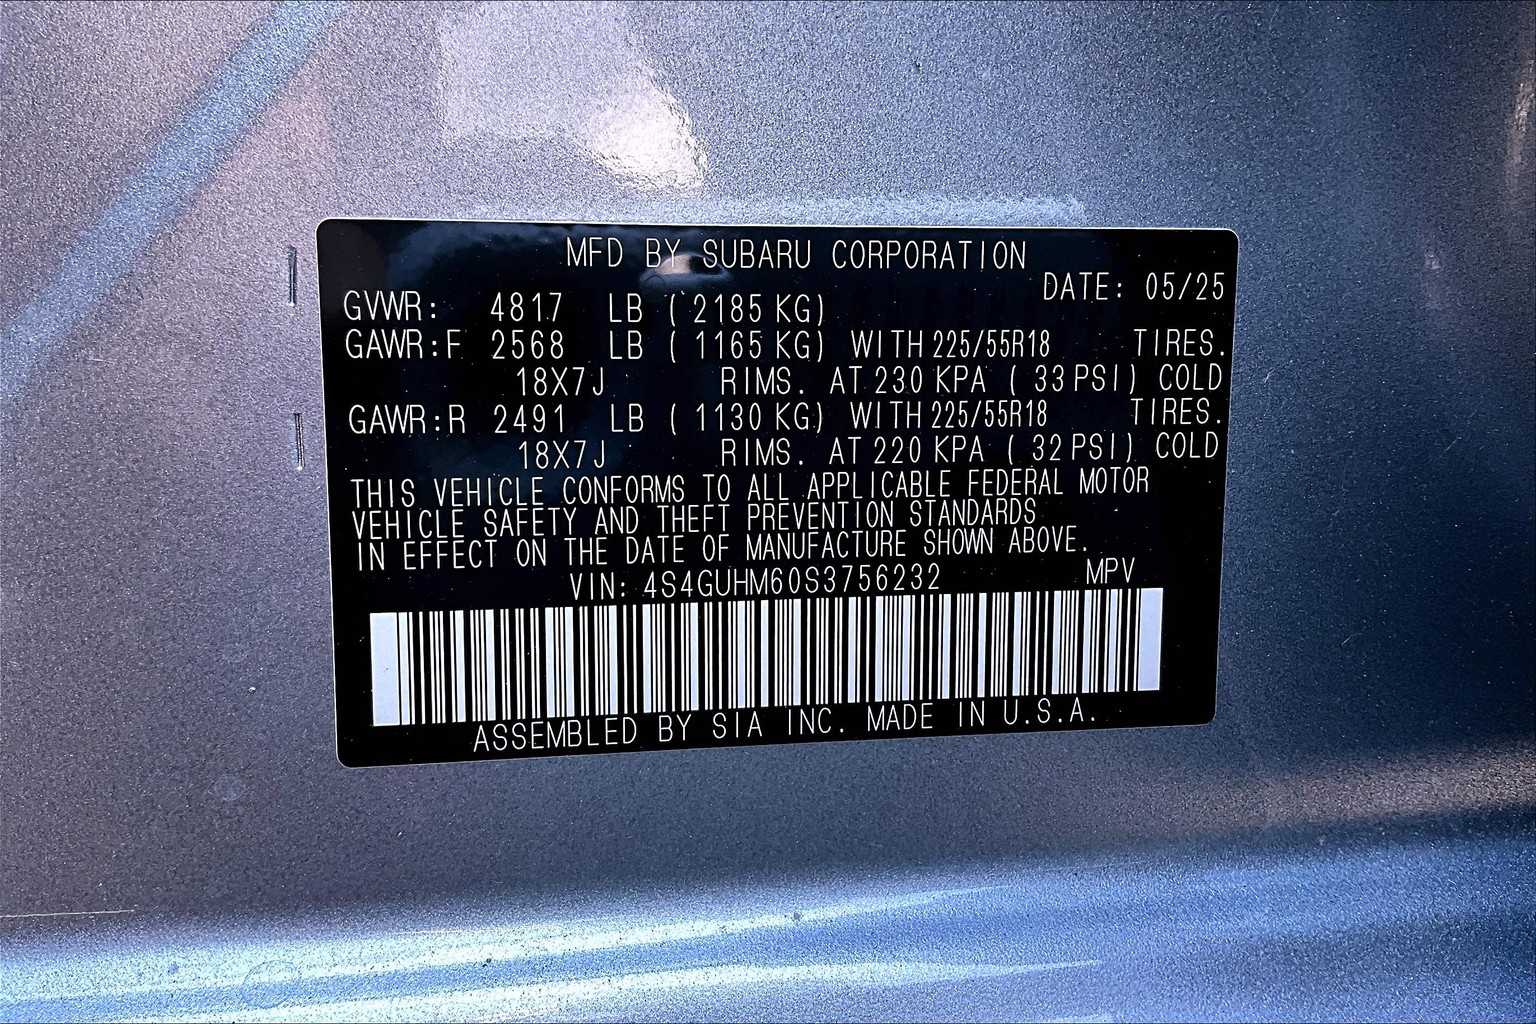 MFD BY SUBARU CORPORATION
DATE: 05/25
GVWR: 4817 LB ( 2185 KG)
GAWR:F 2568 LB ( 1165 KG) WITH 225/55R18 TIRES.
18X7J RIMS. AT 230 KPA ( 33 PSI) COLD
GAWR:R 2491 LB ( 1130 KG) WITH 225/55R18 TIRES.
18X7J RIMS. AT 220 KPA ( 32 PSI) COLD
THIS VEHICLE CONFORMS TO ALL APPLICABLE FEDERAL MOTOR
VEHICLE SAFETY AND THEFT PREVENTION STANDARDS
IN EFFECT ON THE DATE OF MANUFACTURE SHOWN ABOVE.
VIN: 4S4GUHM60S3756232 MPV
ASSEMBLED BY SIA INC. MADE IN U.S.A.